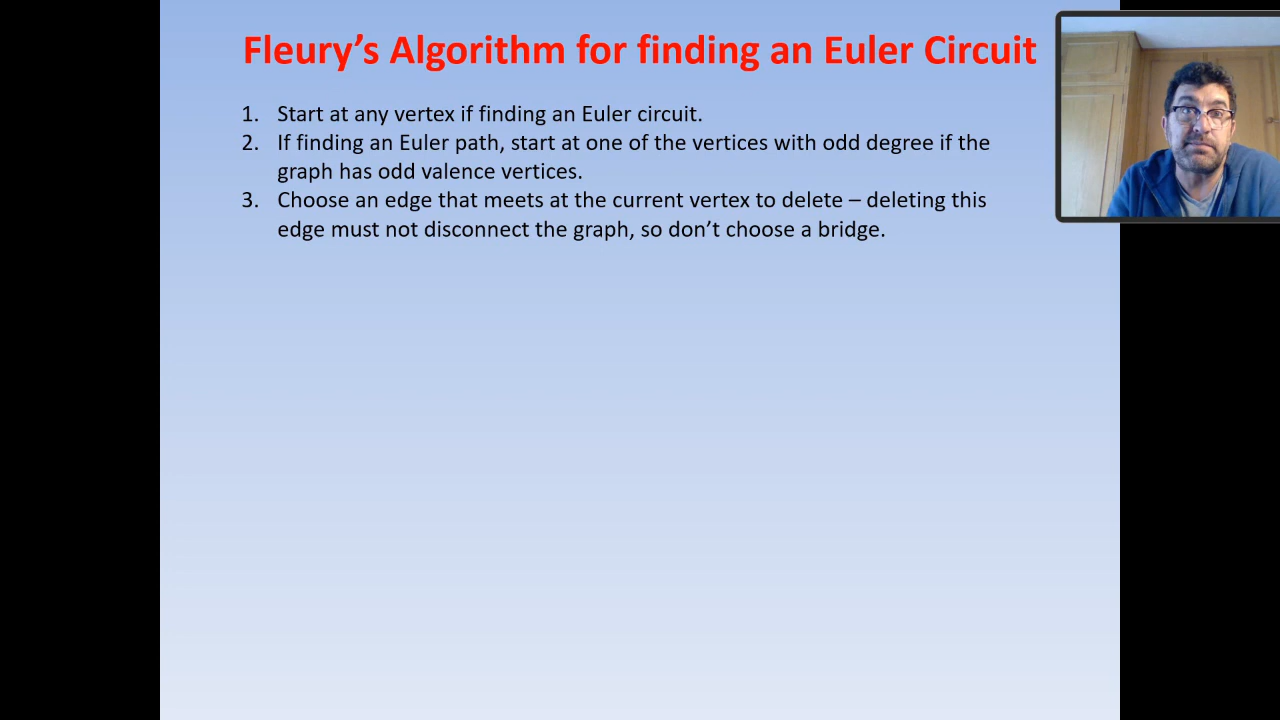 Fleury’s Algorithm for finding an Euler Circuit
1. Start at any vertex if finding an Euler circuit.
2. If finding an Euler path, start at one of the vertices with odd degree if the
graph has odd valence vertices.
3. Choose an edge that meets at the current vertex to delete – deleting this
edge must not disconnect the graph, so don’t choose a bridge.